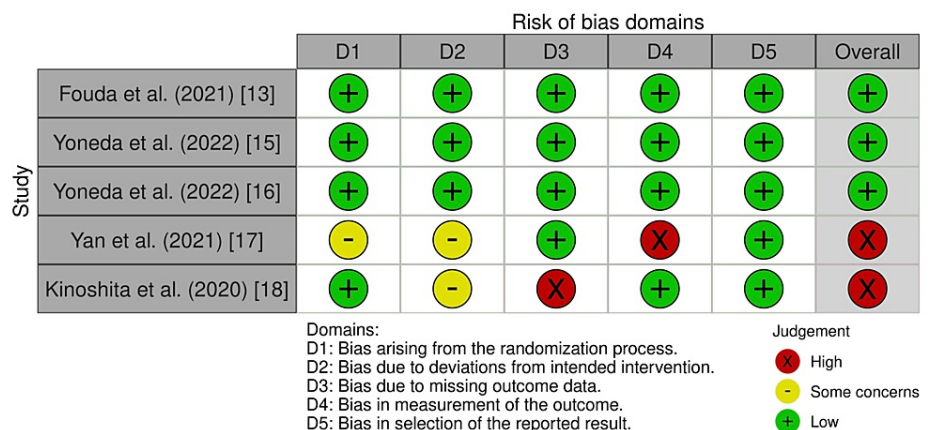 Risk of bias domains
D1 D2 D3 D4 D5 Overall
Study
Fouda et al. (2021) [13] + + + + + +
Yoneda et al. (2022) [15] + + + + + +
Yoneda et al. (2022) [16] + + + + + +
Yan et al. (2021) [17] - - + X + X
Kinoshita et al. (2020) [18] + - X + + X
Domains:
D1: Bias arising from the randomization process.
D2: Bias due to deviations from intended intervention.
D3: Bias due to missing outcome data.
D4: Bias in measurement of the outcome.
D5: Bias in selection of the reported result.
Judgement
X High
- Some concerns
+ Low